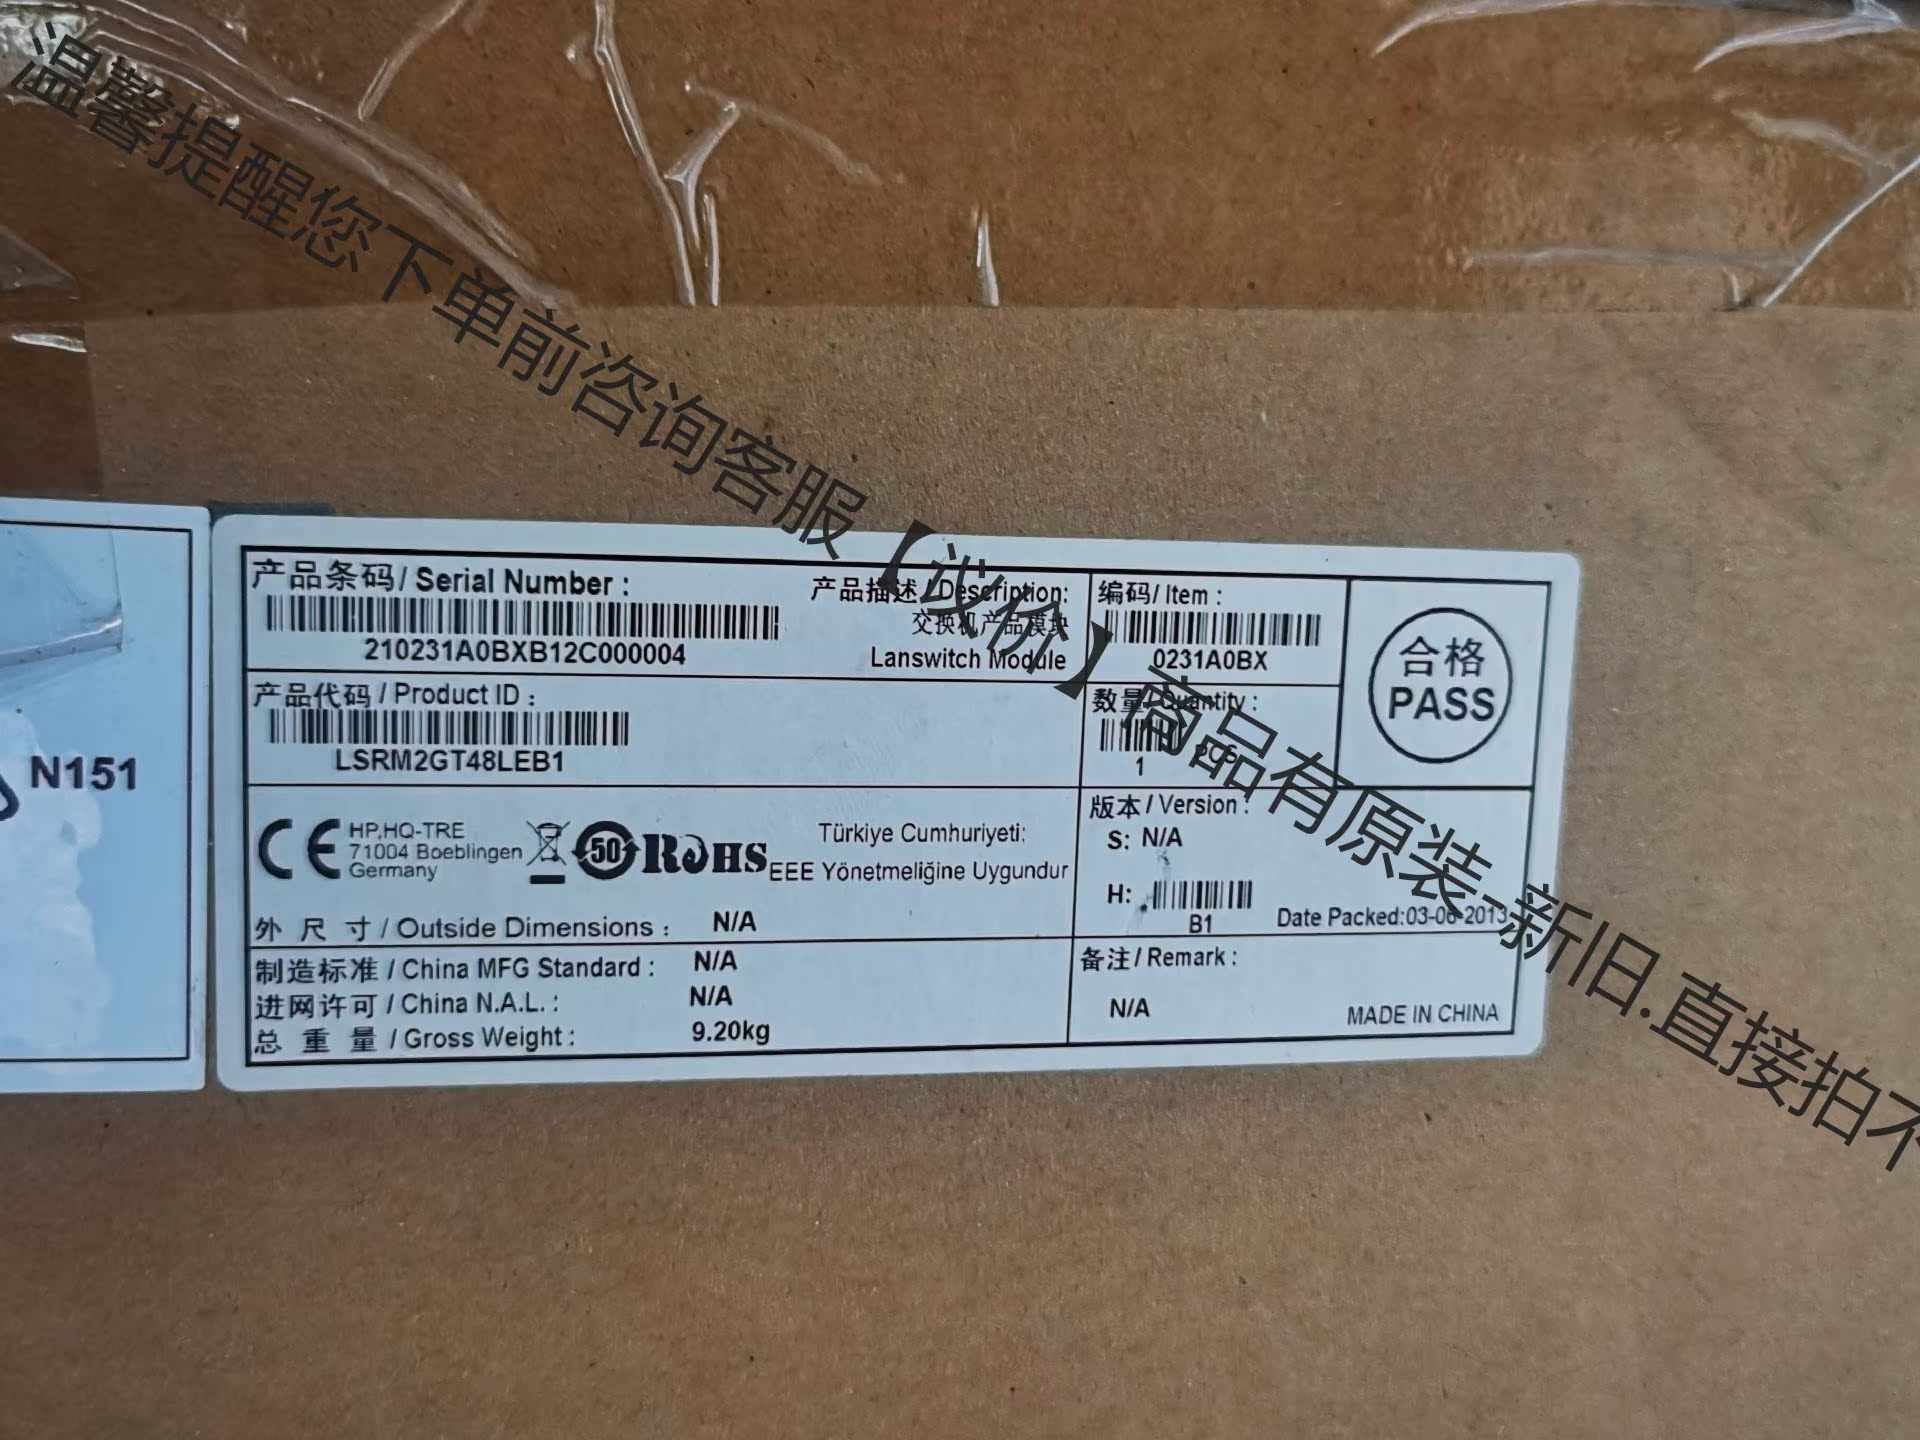 温馨提醒您下单前咨询客服【议价】商品有原装-新旧.直接拍不
产品条码/ Serial Number :
210231A0BXB12C000004
产品描述/ Description:
交换机产品模块
Lanswitch Module
编码/ Item :
0231A0BX
合格
PASS
产品代码 / Product ID :
LSRM2GT48LEB1
数量/ Quantity :
1 PCS
N151
HP,HQ-TRE
71004 Boeblingen
Germany
50
RoHS
Türkiye Cumhuriyeti:
EEE Yönetmeliğine Uygundur
版本 / Version :
S: N/A
H:
B1
Date Packed:03-06-2013
外 尺 寸 / Outside Dimensions : N/A
制造标准 / China MFG Standard : N/A
进网许可 / China N.A.L. : N/A
总 重 量 / Gross Weight : 9.20kg
备注/ Remark :
N/A
MADE IN CHINA